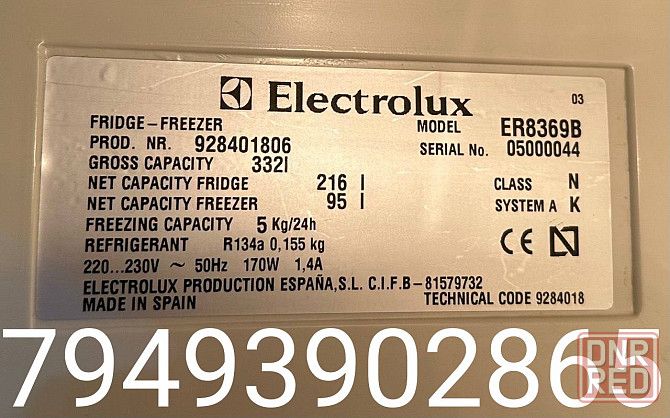 Electrolux
03
FRIDGE-FREEZER
MODEL ER8369B
PROD. NR. 928401806
SERIAL No. 05000044
GROSS CAPACITY 332l
NET CAPACITY FRIDGE 216 l
CLASS N
NET CAPACITY FREEZER 95 l
SYSTEM A K
FREEZING CAPACITY 5 Kg/24h
REFRIGERANT R134a 0,155 kg
CE N
220...230V ~ 50Hz 170W 1,4A
ELECTROLUX PRODUCTION ESPAÑA,S.L. C.I.F.B-81579732
MADE IN SPAIN
TECHNICAL CODE 9284018
79493902865
DNR
RED